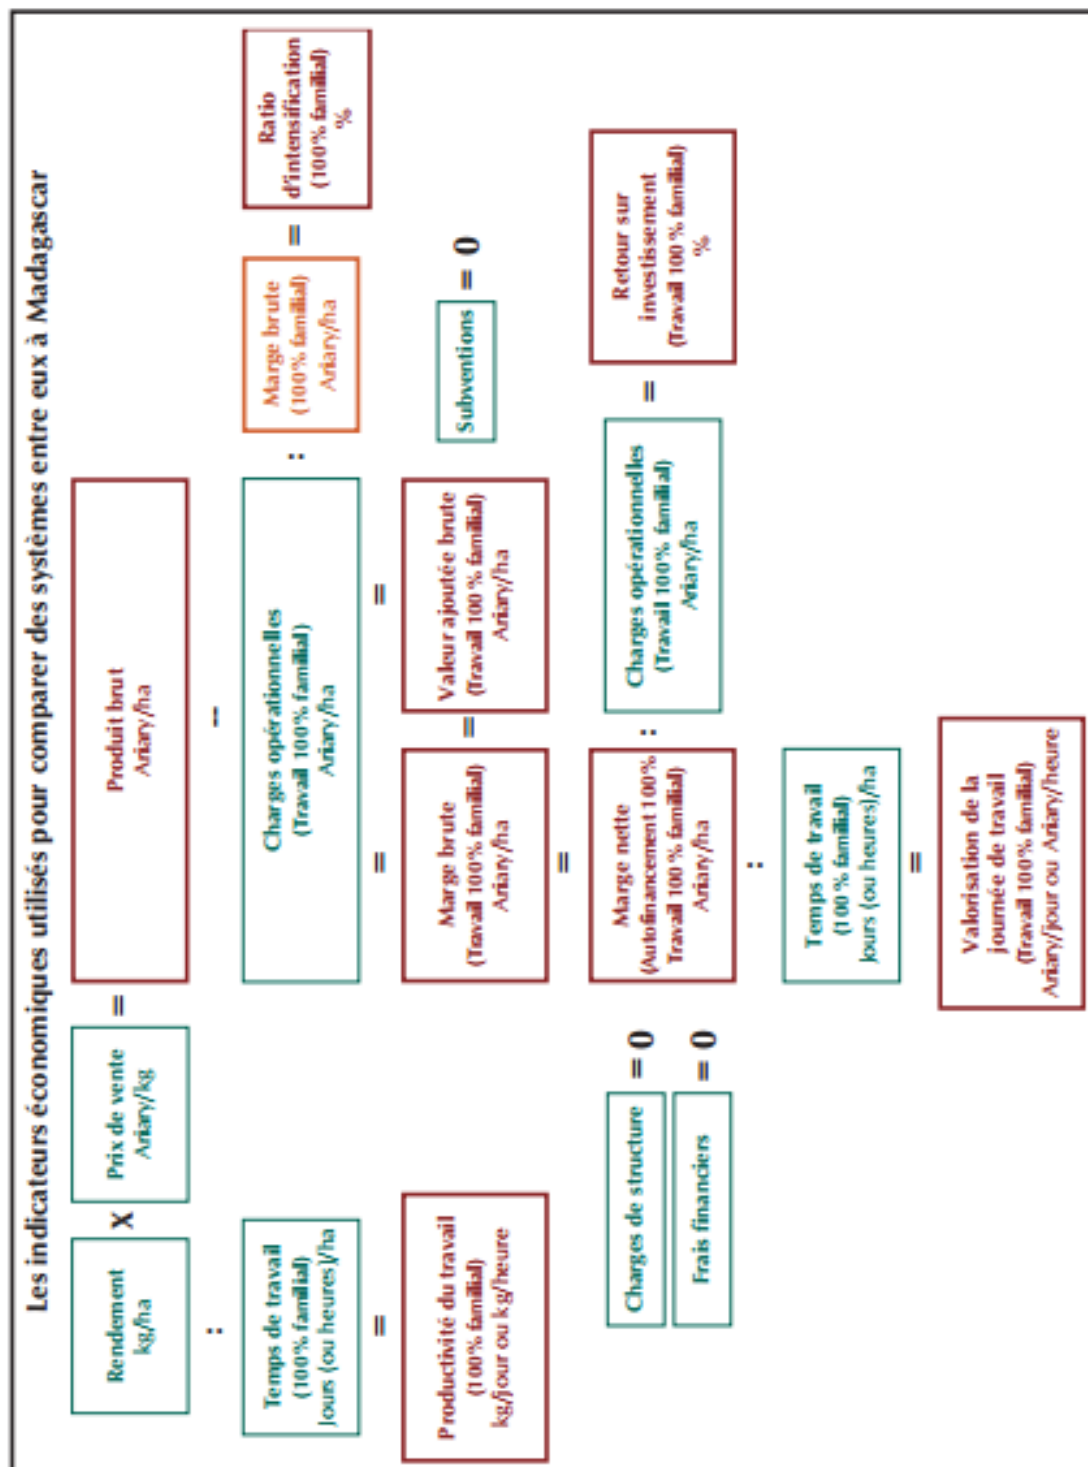 Les indicateurs économiques utilisés pour comparer des systèmes entre eux à Madagascar
Rendement
kg/ha
X
Prix de vente
Ariary/kg
=
Produit brut
Ariary/ha
:
--
Temps de travail
(100% familial)
Jours (ou heures)/ha
Charges opérationnelles
(Travail 100% familial)
Ariary/ha
:
Marge brute
(100% familial)
Ariary/ha
=
Ratio
d'intensification
(100% familial)
%
=
=
=
Productivité du travail
(100% familial)
kg/jour ou kg/heure
Marge brute
(Travail 100% familial)
Ariary/ha
=
Valeur ajoutée brute
(Travail 100 % familial)
Ariary/ha
Subventions
= 0
=
Charges de structure
= 0
Frais financiers
= 0
Marge nette
(Autofinancement 100%
Travail 100 % familial)
Ariary/ha
:
Charges opérationnelles
(Travail 100% familial)
Ariary/ha
=
Retour sur
investissement
(Travail 100 % familial)
%
:
Temps de travail
(100 % familial)
Jours (ou heures)/ha
=
Valorisation de la
journée de travail
(Travail 100% familial)
Ariary/jour ou Ariary/heure